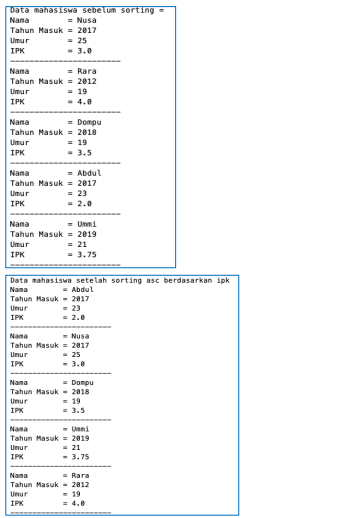 Data mahasiswa sebelum sorting =
Nama = Nusa
Tahun Masuk = 2017
Umur = 25
IPK = 3.0
------------------------
Nama = Rara
Tahun Masuk = 2012
Umur = 19
IPK = 4.0
------------------------
Nama = Dompu
Tahun Masuk = 2018
Umur = 19
IPK = 3.5
------------------------
Nama = Abdul
Tahun Masuk = 2017
Umur = 23
IPK = 2.0
------------------------
Nama = Ummi
Tahun Masuk = 2019
Umur = 21
IPK = 3.75
------------------------
Data mahasiswa setelah sorting asc berdasarkan ipk
Nama = Abdul
Tahun Masuk = 2017
Umur = 23
IPK = 2.0
------------------------
Nama = Nusa
Tahun Masuk = 2017
Umur = 25
IPK = 3.0
------------------------
Nama = Dompu
Tahun Masuk = 2018
Umur = 19
IPK = 3.5
------------------------
Nama = Ummi
Tahun Masuk = 2019
Umur = 21
IPK = 3.75
------------------------
Nama = Rara
Tahun Masuk = 2012
Umur = 19
IPK = 4.0
------------------------